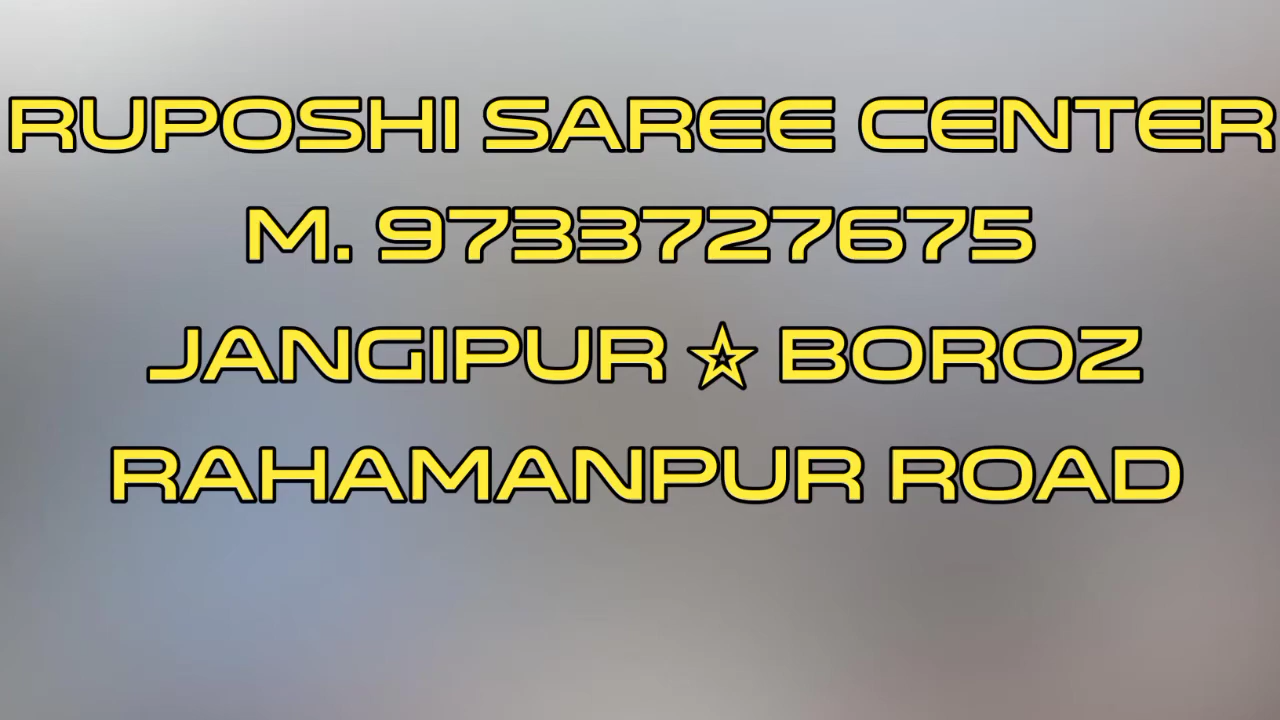 RUPOSHI SAREE CENTER
M. 9733727675
JANGIPUR ☆ BOROZ
RAHAMANPUR ROAD